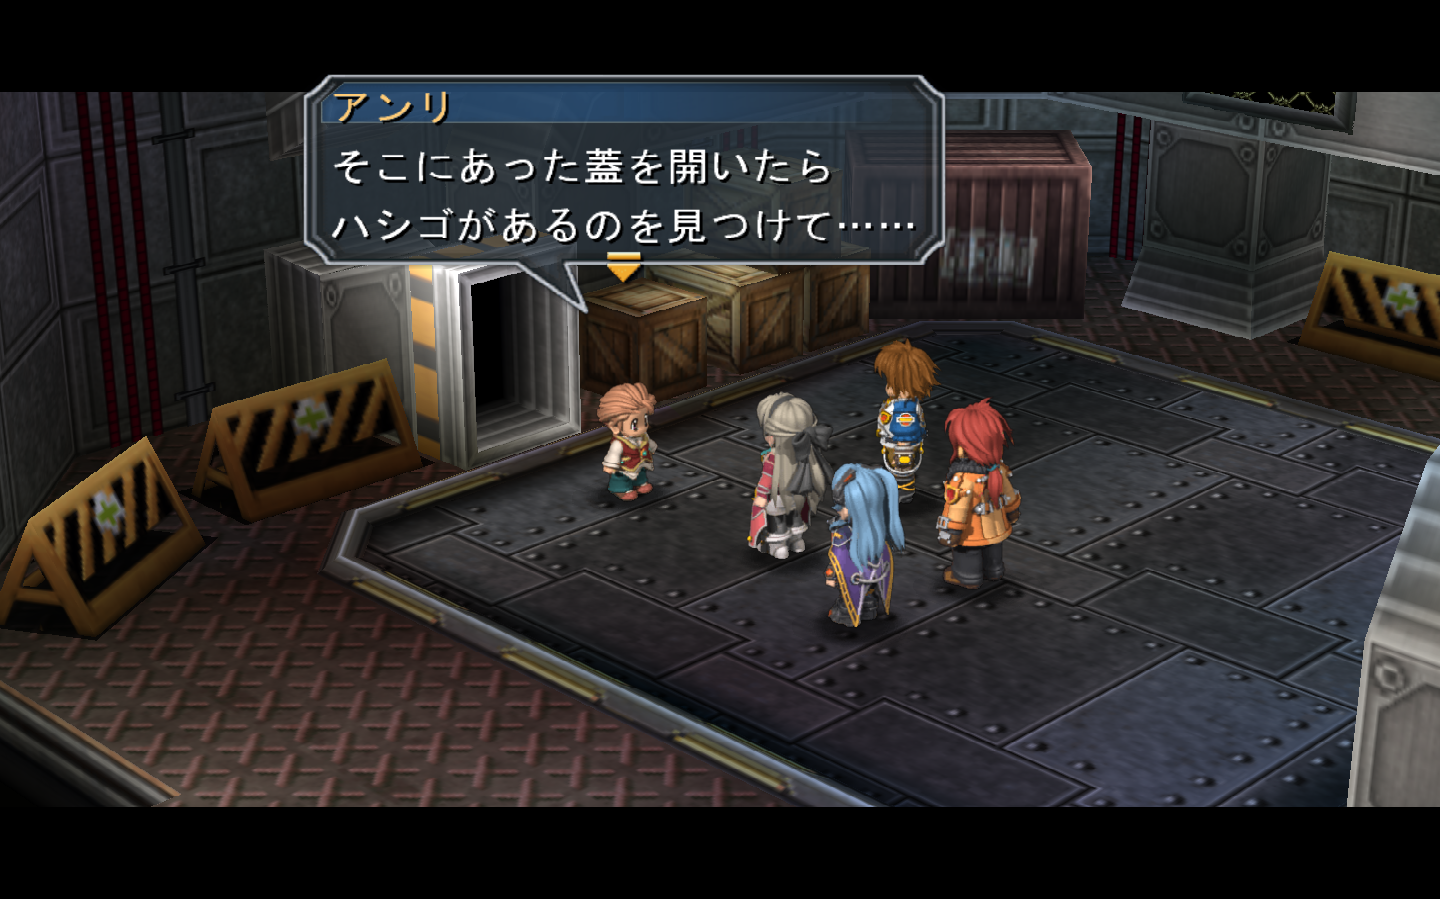 アンリ
そこにあった蓋を開いたら
ハシゴがあるのを見つけて……